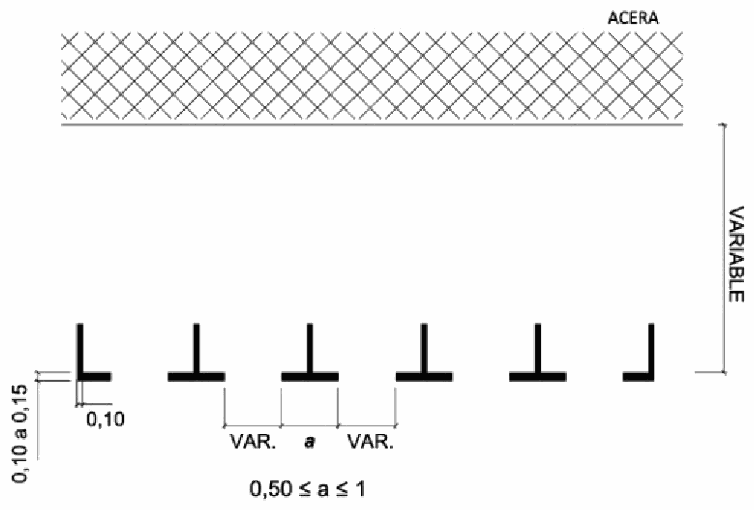 ACERA
VARIABLE
0,10 a 0,15
0,10
VAR. a VAR.
0,50 ≤ a ≤ 1